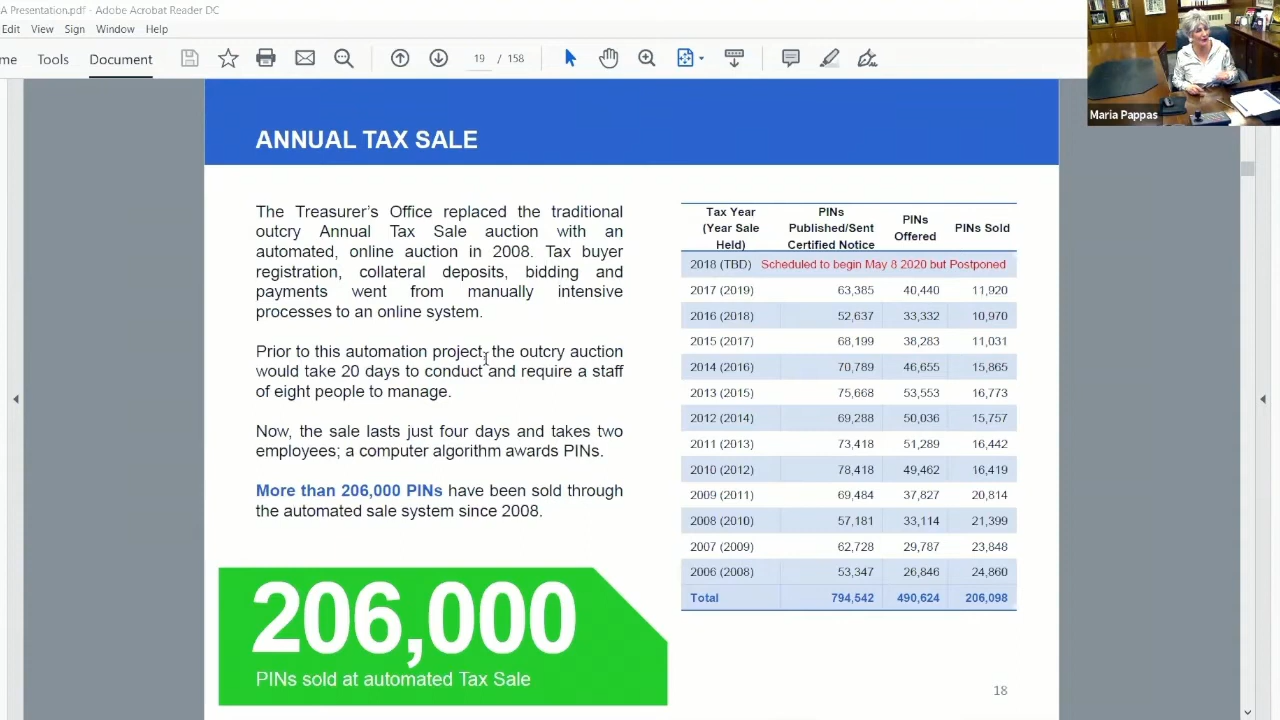 A Presentation.pdf - Adobe Acrobat Reader DC
Edit View Sign Window Help
me Tools Document 19 / 158
Maria Pappas
ANNUAL TAX SALE
The Treasurer's Office replaced the traditional
outcry Annual Tax Sale auction with an
automated, online auction in 2008. Tax buyer
registration, collateral deposits, bidding and
payments went from manually intensive
processes to an online system.
Prior to this automation project, the outcry auction
would take 20 days to conduct and require a staff
of eight people to manage.
Now, the sale lasts just four days and takes two
employees; a computer algorithm awards PINs.
More than 206,000 PINs have been sold through
the automated sale system since 2008.
206,000
PINs sold at automated Tax Sale
Tax Year
(Year Sale
Held)
PINs
Published/Sent
Certified Notice
PINs
Offered
PINs Sold
2018 (TBD) Scheduled to begin May 8 2020 but Postponed
2017 (2019) 63,385 40,440 11,920
2016 (2018) 52,637 33,332 10,970
2015 (2017) 68,199 38,283 11,031
2014 (2016) 70,789 46,655 15,865
2013 (2015) 75,668 53,553 16,773
2012 (2014) 69,288 50,036 15,757
2011 (2013) 73,418 51,289 16,442
2010 (2012) 78,418 49,462 16,419
2009 (2011) 69,484 37,827 20,814
2008 (2010) 57,181 33,114 21,399
2007 (2009) 62,728 29,787 23,848
2006 (2008) 53,347 26,846 24,860
Total 794,542 490,624 206,098
18